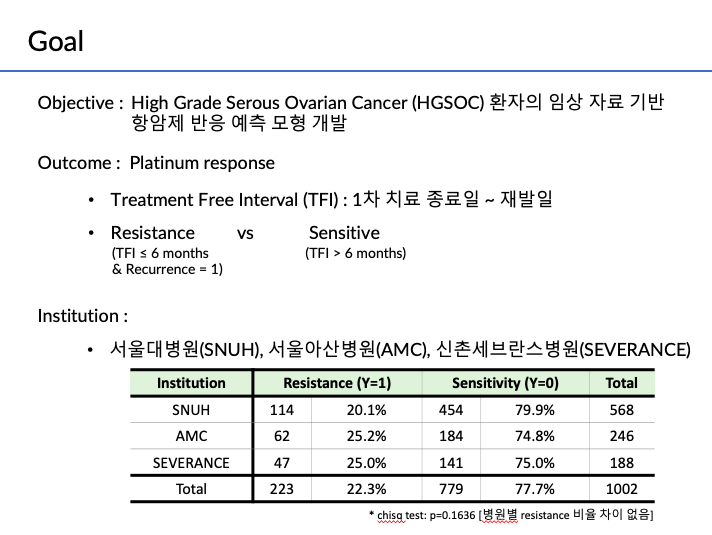 Goal
Objective : High Grade Serous Ovarian Cancer (HGSOC) 환자의 임상 자료 기반
항암제 반응 예측 모형 개발
Outcome : Platinum response
• Treatment Free Interval (TFI) : 1차 치료 종료일 ~ 재발일
• Resistance vs Sensitive
(TFI ≤ 6 months (TFI > 6 months)
& Recurrence = 1)
Institution :
• 서울대병원(SNUH), 서울아산병원(AMC), 신촌세브란스병원(SEVERANCE)
Institution Resistance (Y=1) Sensitivity (Y=0) Total
SNUH 114 20.1% 454 79.9% 568
AMC 62 25.2% 184 74.8% 246
SEVERANCE 47 25.0% 141 75.0% 188
Total 223 22.3% 779 77.7% 1002
* chisq test: p=0.1636 [병원별 resistance 비율 차이 없음]